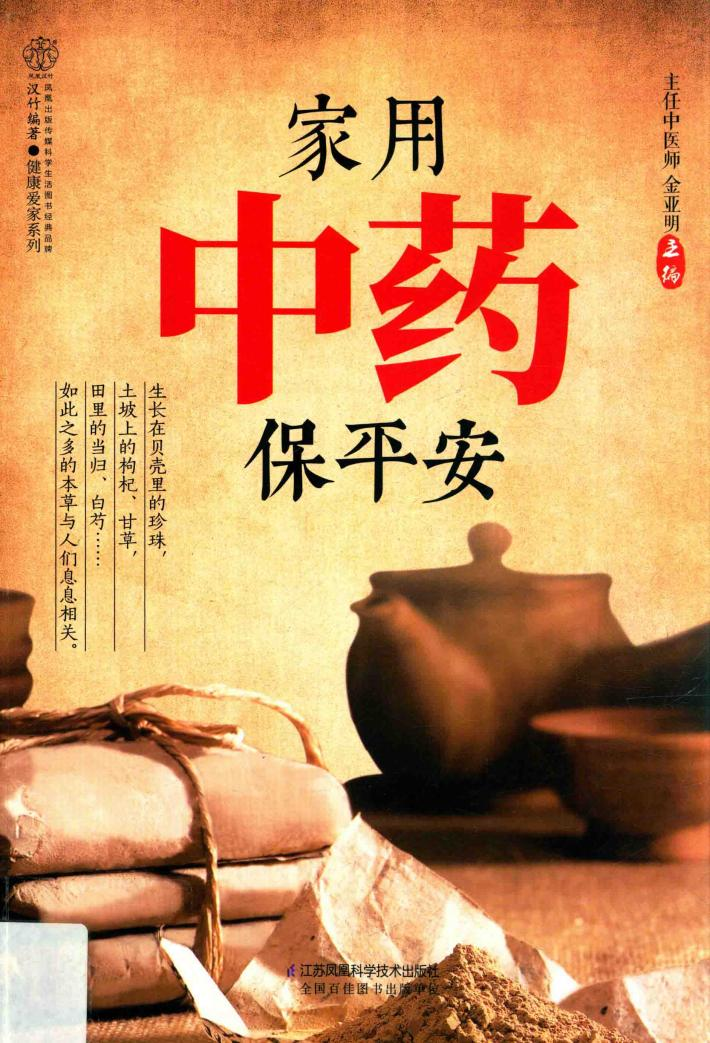 凤凰汉竹
凤凰出版传媒科学生活图书经典品牌
汉竹编著●健康爱家系列
主任中医师 金亚明 主编
家用
中药
保平安
生长在贝壳里的珍珠，
土坡上的枸杞、甘草，
田里的当归、白芍……
如此之多的本草与人们息息相关。
江苏凤凰科学技术出版社
全国百佳图书出版单位